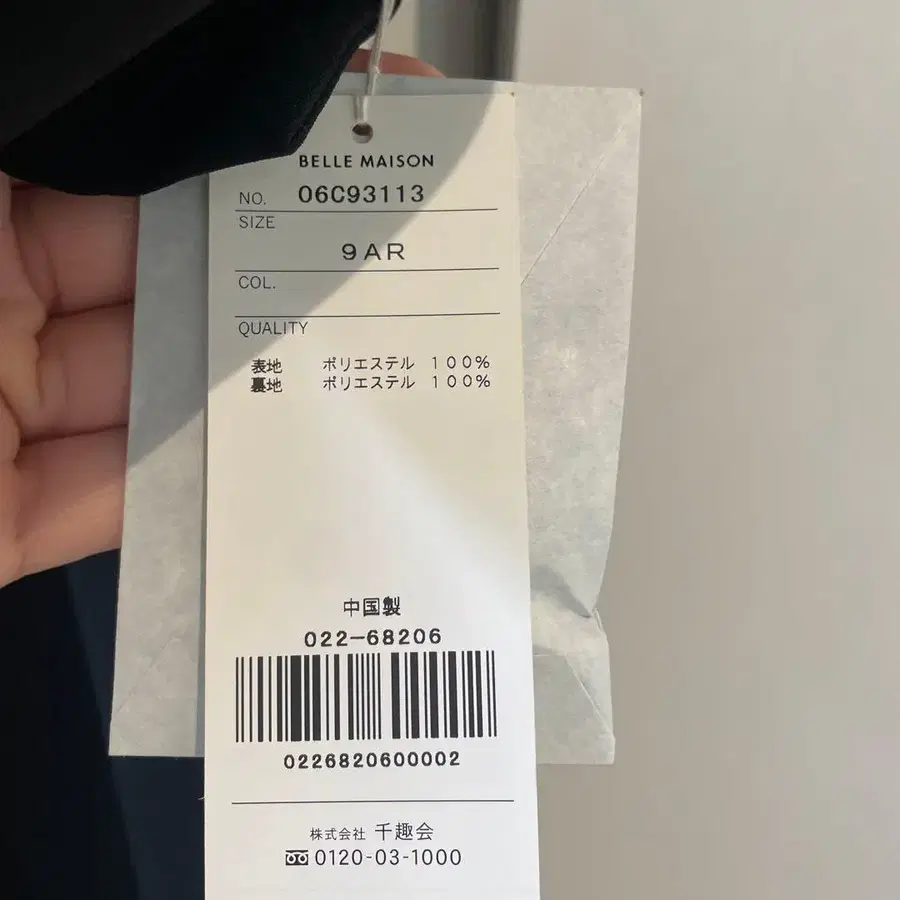 BELLE MAISON
NO. 06C93113
SIZE
9AR
COL.
QUALITY
表地 ポリエステル 100%
裏地 ポリエステル 100%
中国製
022-68206
0226820600002
株式会社 千趣会
0120-03-1000